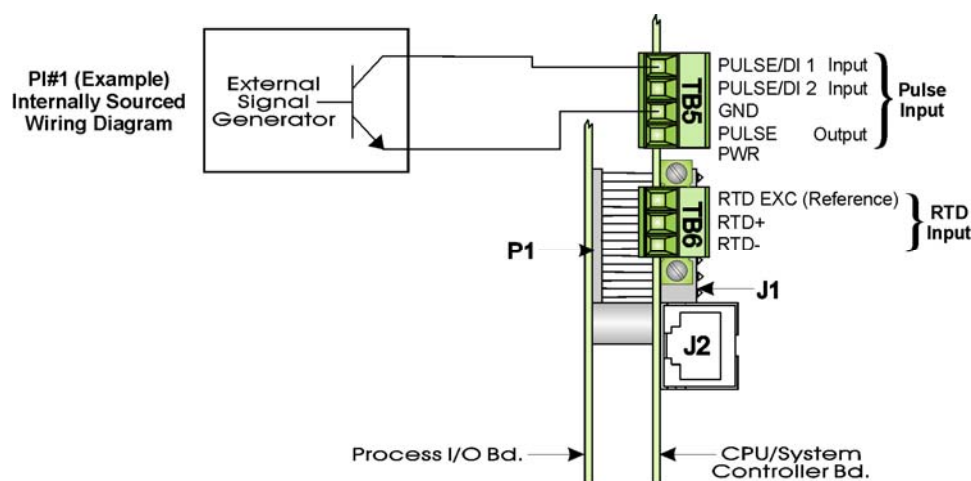 PI#1 (Example)
Internally Sourced
Wiring Diagram
External
Signal
Generator
TB5
PULSE/DI 1 Input
PULSE/DI 2 Input
GND
PULSE Output
PWR
Pulse
Input
TB6
RTD EXC (Reference)
RTD+
RTD-
RTD
Input
P1
J1
J2
Process I/O Bd.
CPU/System
Controller Bd.